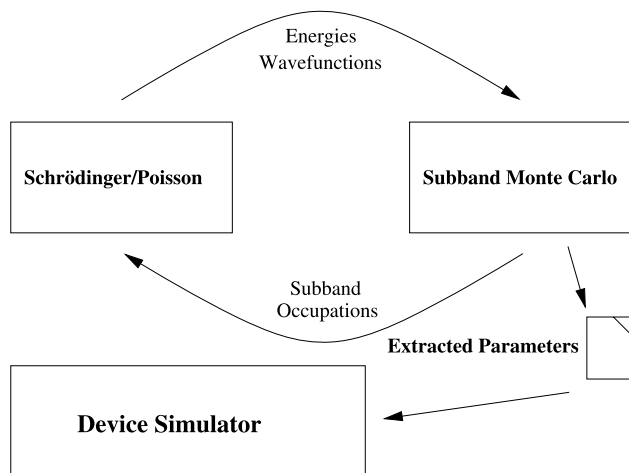 Energies
Wavefunctions
Schrödinger/Poisson
Subband Monte Carlo
Subband
Occupations
Extracted Parameters
Device Simulator